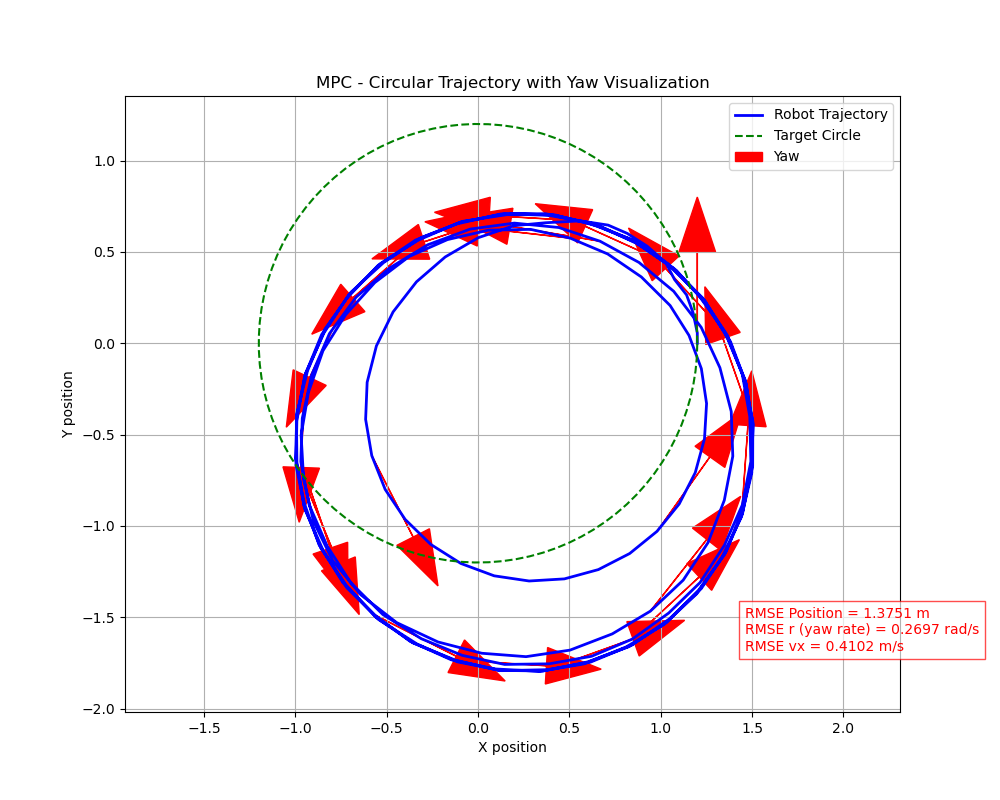 MPC - Circular Trajectory with Yaw Visualization
Robot Trajectory
Target Circle
Yaw
Y position
1.0
0.5
0.0
−0.5
−1.0
−1.5
−2.0
RMSE Position = 1.3751 m
RMSE r (yaw rate) = 0.2697 rad/s
RMSE vx = 0.4102 m/s
−1.5 −1.0 −0.5 0.0 0.5 1.0 1.5 2.0
X position